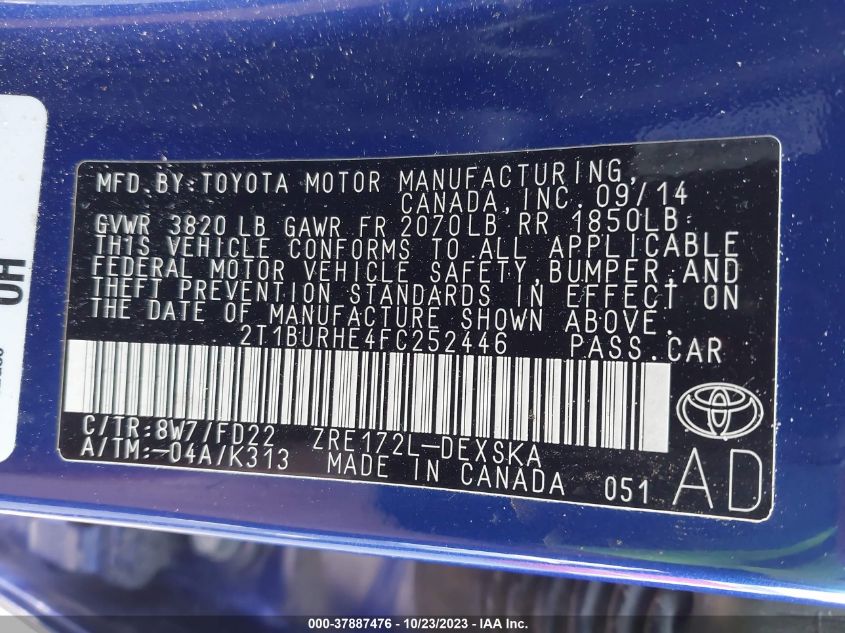 MFD.BY:TOYOTA MOTOR MANUFACTURING,
CANADA,INC. 09/14
GVWR 3820 LB GAWR FR 2070LB RR 1850LB
THIS VEHICLE CONFORMS TO ALL APPLICABLE
FEDERAL MOTOR VEHICLE SAFETY,BUMPER,AND
THEFT PREVENTION STANDARDS IN EFFECT ON
THE DATE OF MANUFACTURE SHOWN ABOVE.
2T1BURHE4FC252446 PASS.CAR
C/TR:8W7/FD22 ZRE172L-DEXSKA
A/TM:-04A/K313 MADE IN CANADA 051 AD
OH
000-37887476 | 10/23/2023 | IAA Inc.